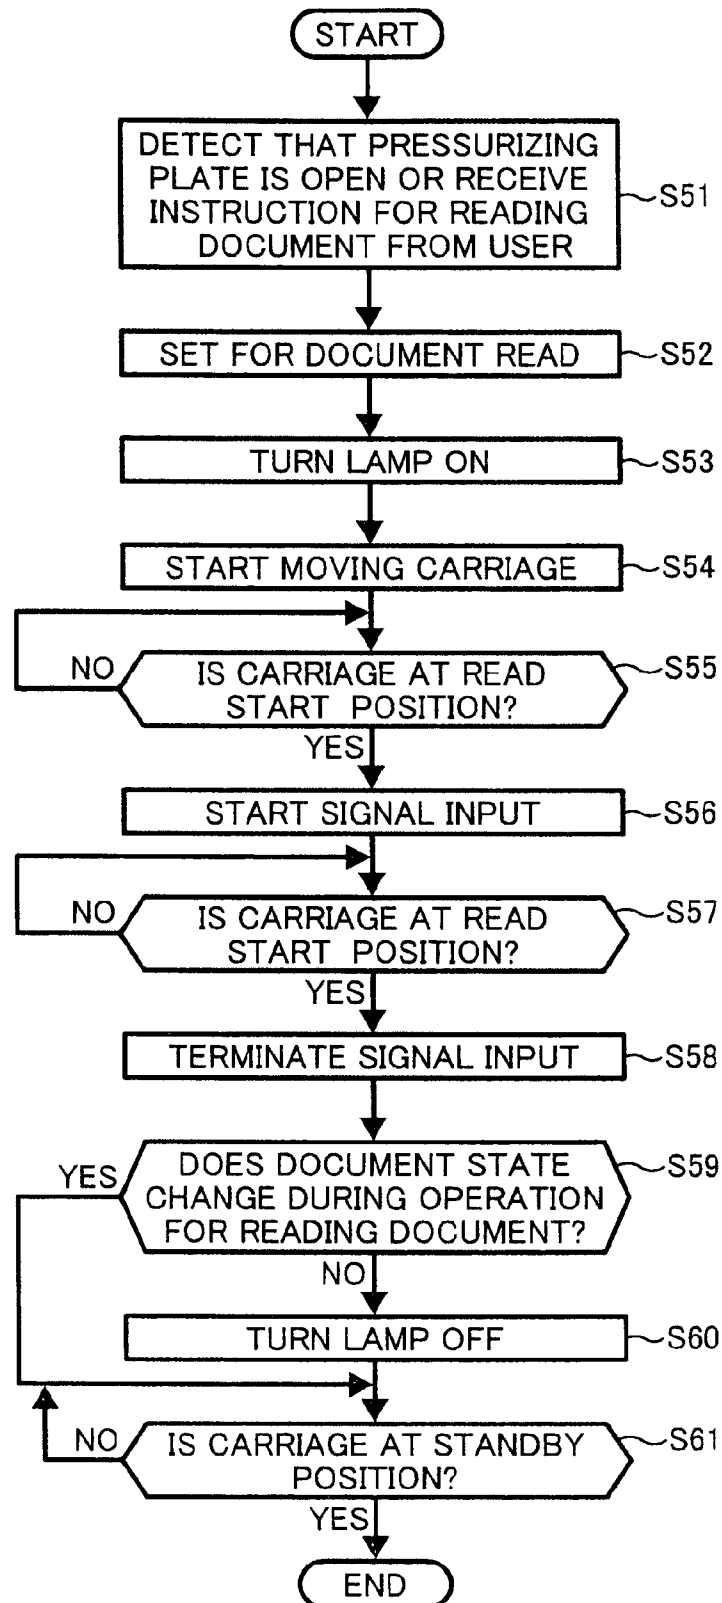 START
DETECT THAT PRESSURIZING
PLATE IS OPEN OR RECEIVE
INSTRUCTION FOR READING
DOCUMENT FROM USER
S51
SET FOR DOCUMENT READ
S52
TURN LAMP ON
S53
START MOVING CARRIAGE
S54
NO
IS CARRIAGE AT READ
START POSITION?
S55
YES
START SIGNAL INPUT
S56
NO
IS CARRIAGE AT READ
START POSITION?
S57
YES
TERMINATE SIGNAL INPUT
S58
YES
DOES DOCUMENT STATE
CHANGE DURING OPERATION
FOR READING DOCUMENT?
S59
NO
TURN LAMP OFF
S60
NO
IS CARRIAGE AT STANDBY
POSITION?
S61
YES
END